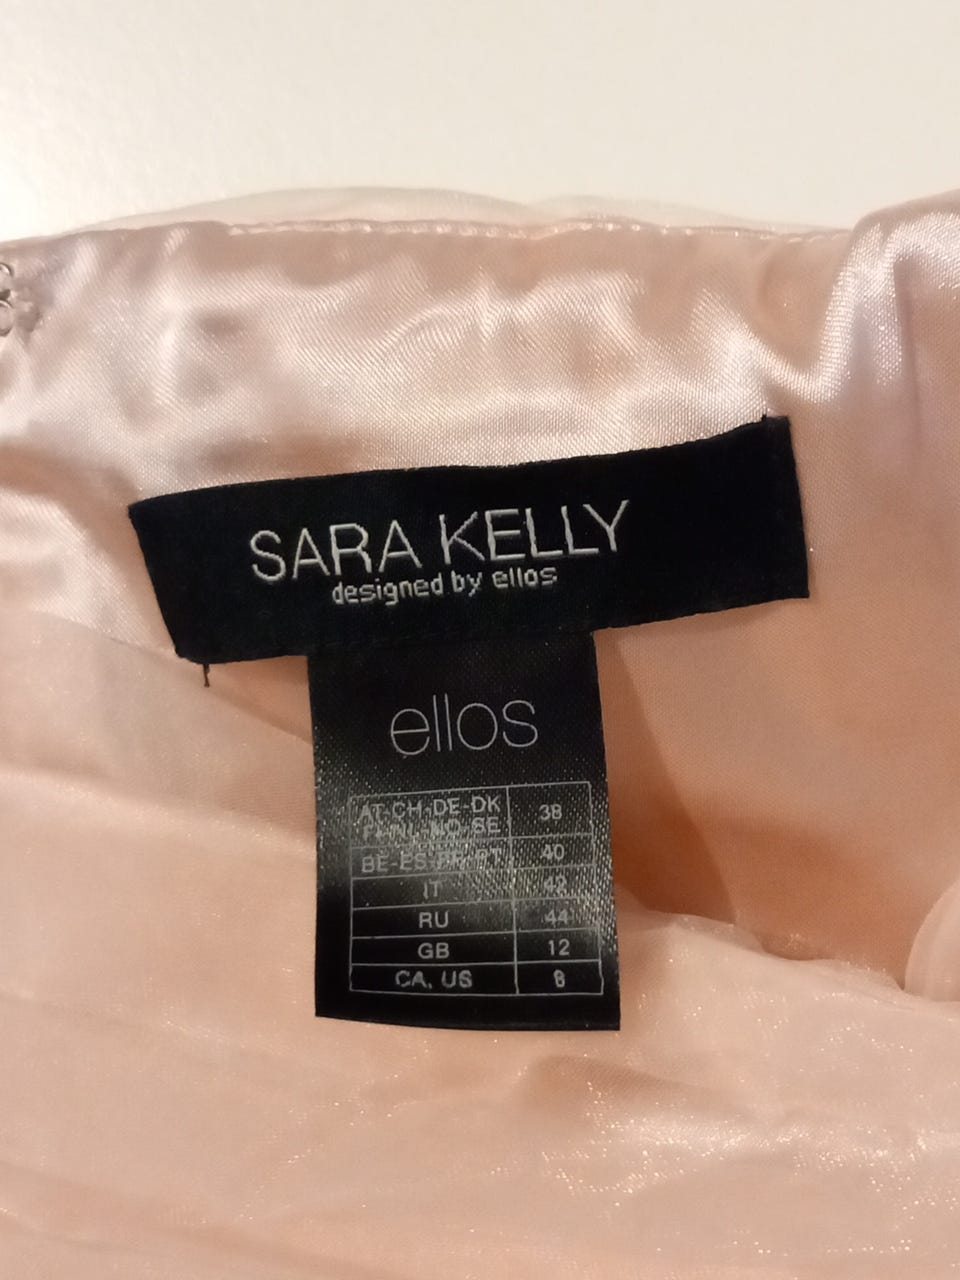 SARA KELLY
designed by ellos
ellos
AT-CH-DE-DK
FI-NL-NO-SE 38
BE-ES-FR-PT 40
IT 42
RU 44
GB 12
CA, US 8